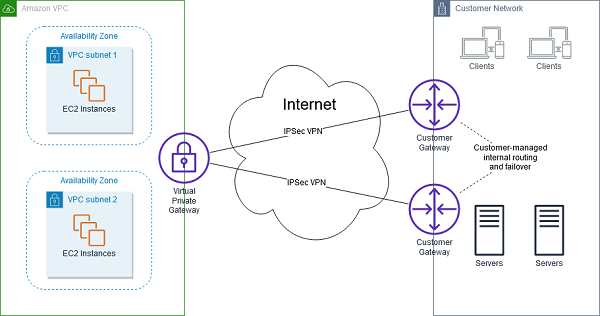 Amazon VPC
Availability Zone
VPC subnet 1
EC2 Instances
Availability Zone
VPC subnet 2
EC2 Instances
Virtual
Private
Gateway
Internet
IPSec VPN
IPSec VPN
Customer Network
Clients
Clients
Customer
Gateway
Customer-managed
internal routing
and failover
Customer
Gateway
Servers
Servers